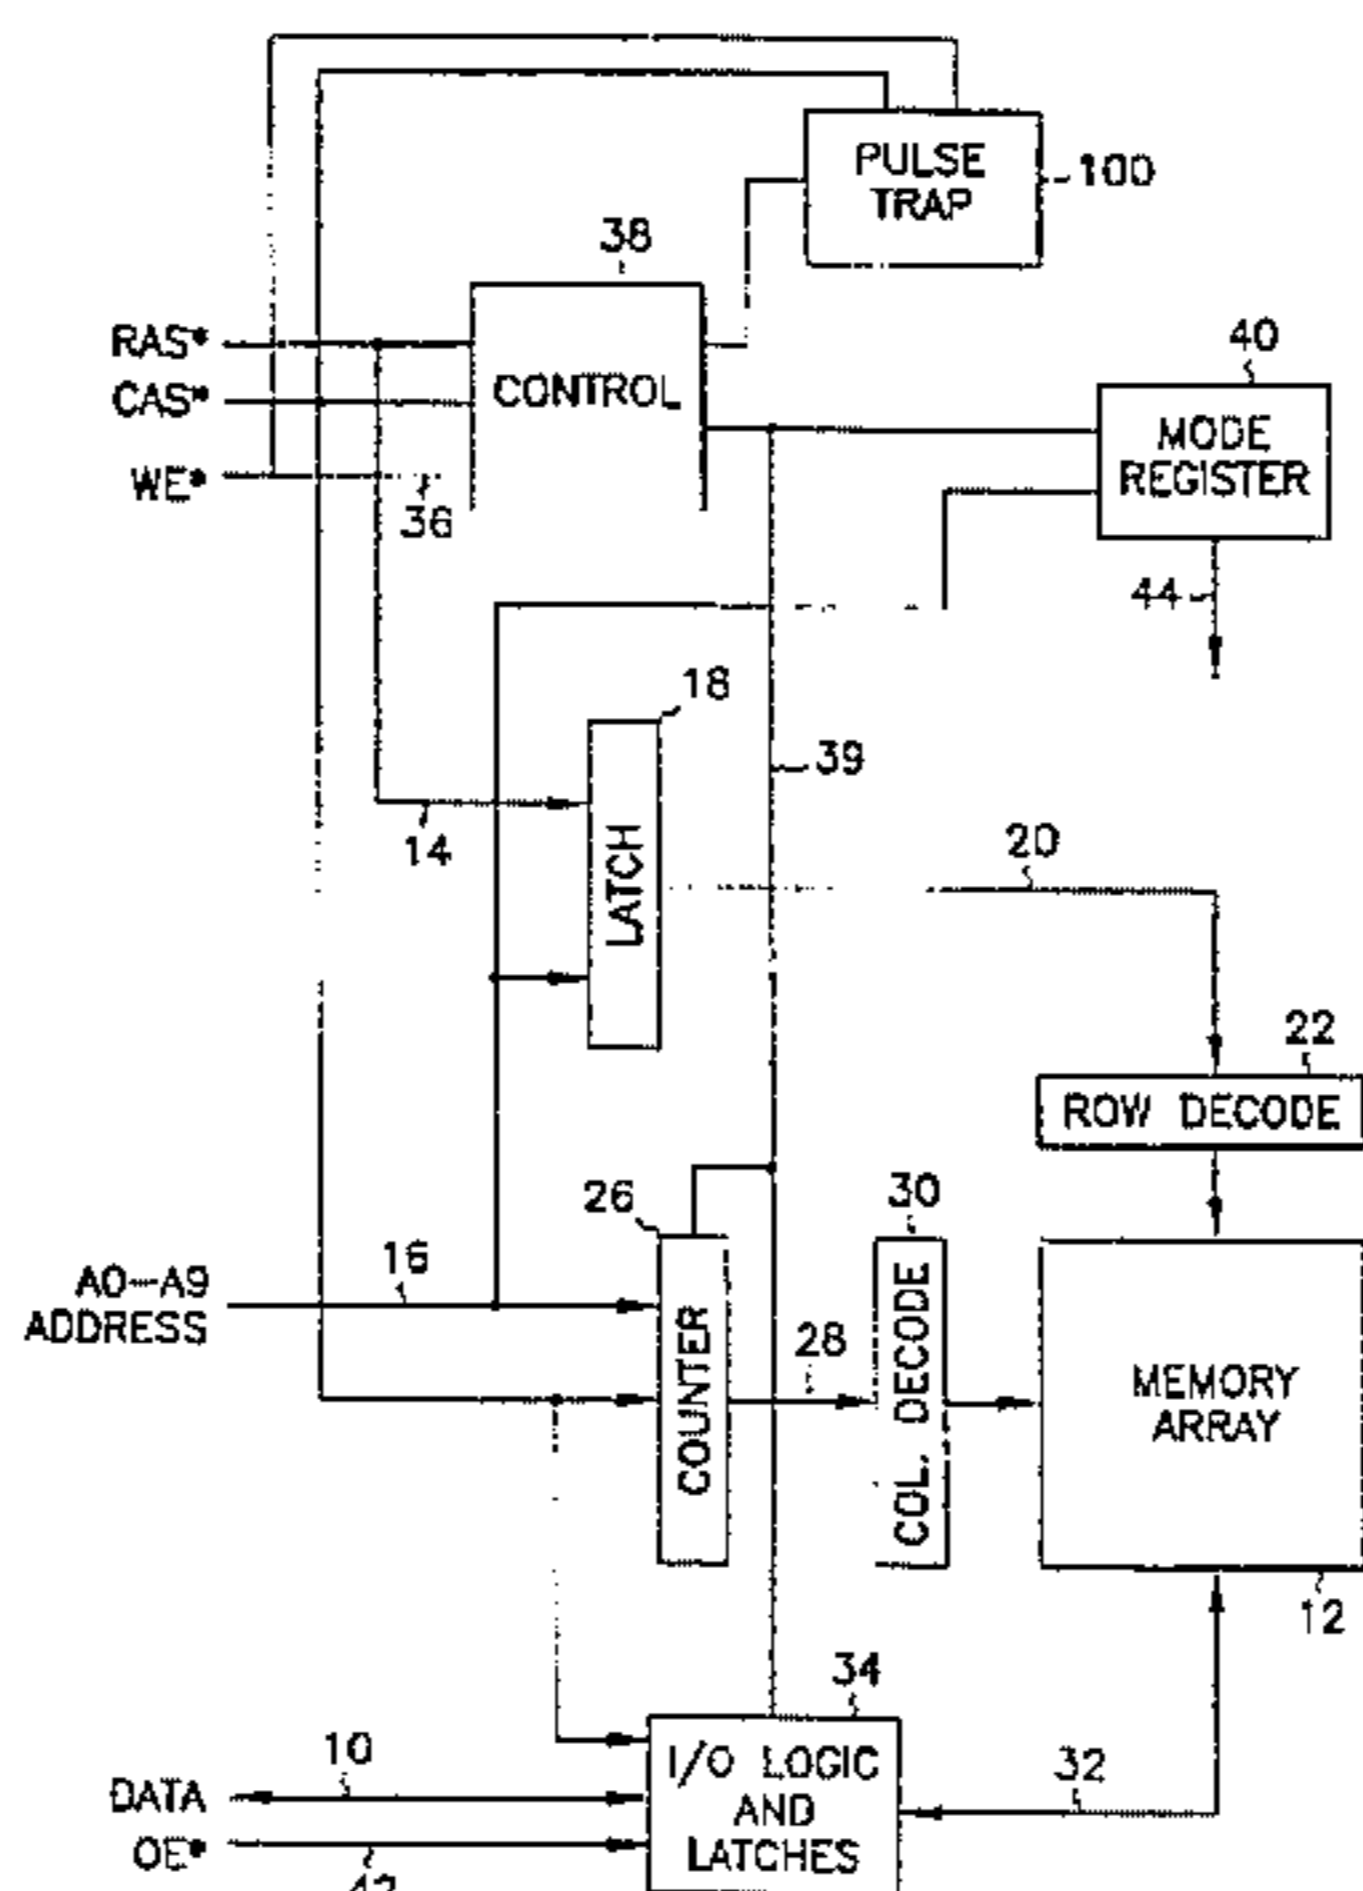 PULSE
TRAP
100
38
RAS*
CAS*
WE*
CONTROL
36
40
MODE
REGISTER
44
18
39
14
LATCH
20
22
ROW DECODE
26
30
16
A0-A9
ADDRESS
COUNTER
28
COL. DECODE
MEMORY
ARRAY
12
34
10
DATA
OE*
I/O LOGIC
AND
LATCHES
32